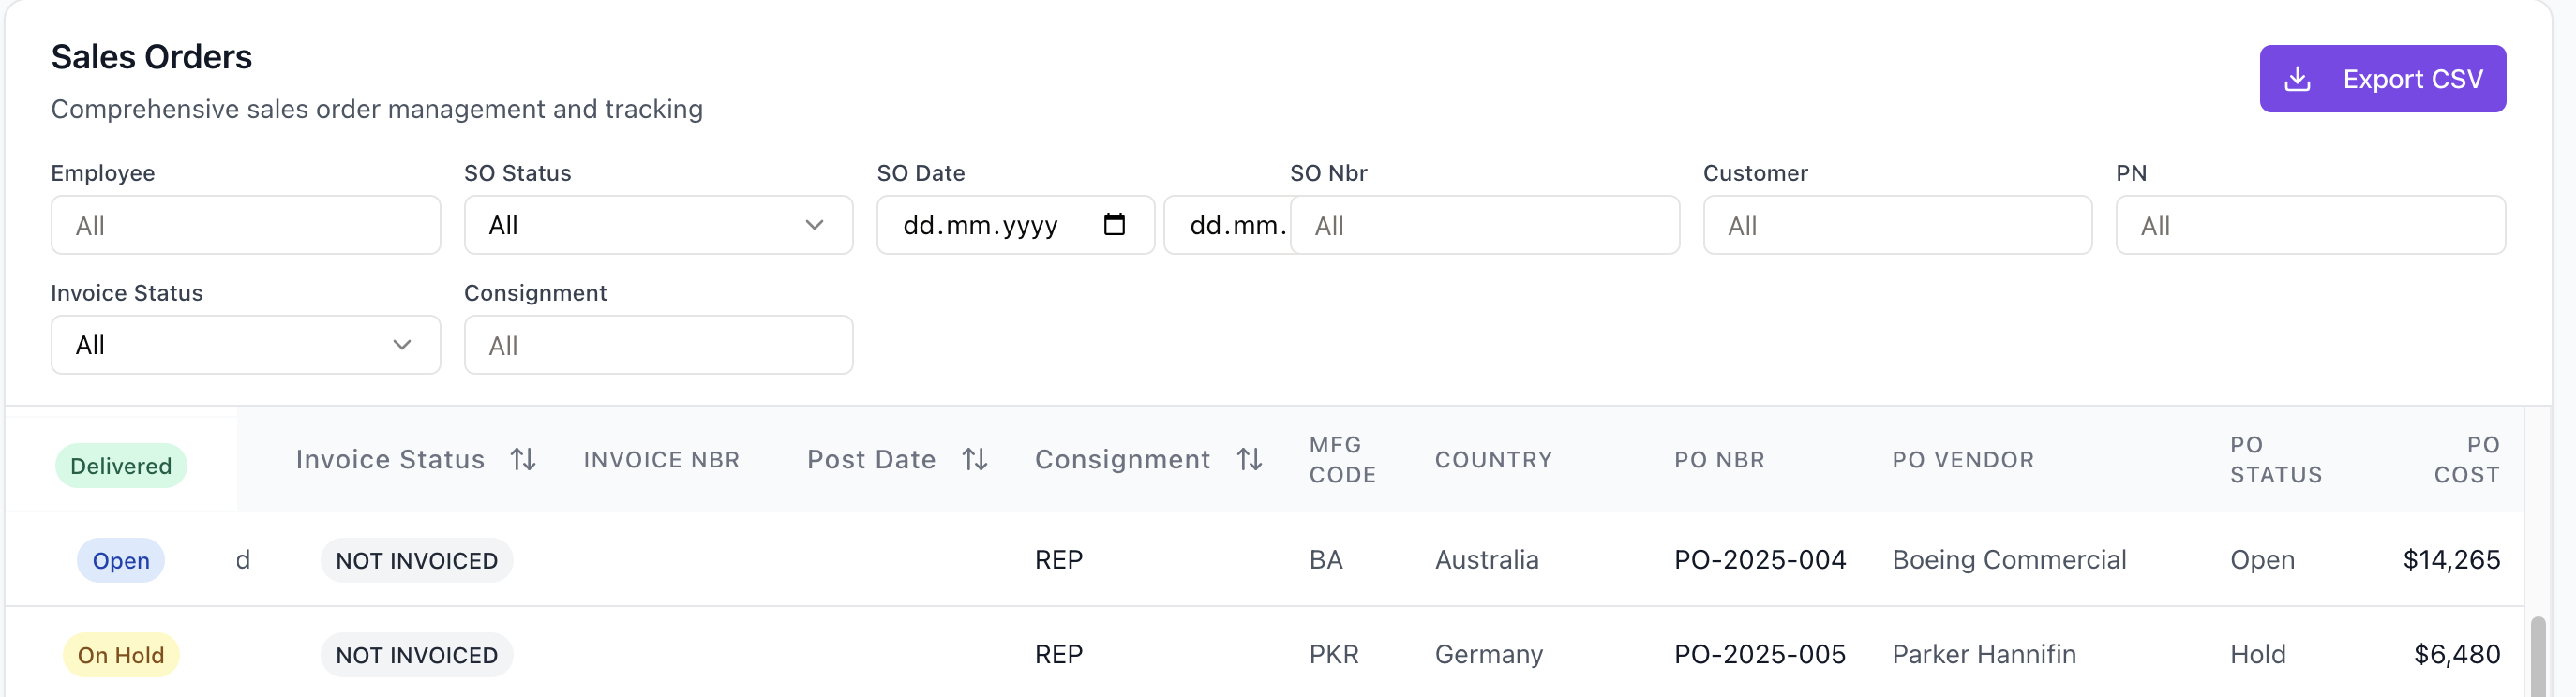 Sales Orders
Export CSV
Comprehensive sales order management and tracking
Employee SO Status SO Date SO Nbr Customer PN
All All dd.mm.yyyy dd.mm. All All All
Invoice Status Consignment
All All
Delivered Invoice Status INVOICE NBR Post Date Consignment MFG CODE COUNTRY PO NBR PO VENDOR PO STATUS PO COST
Open d NOT INVOICED REP BA Australia PO-2025-004 Boeing Commercial Open $14,265
On Hold NOT INVOICED REP PKR Germany PO-2025-005 Parker Hannifin Hold $6,480